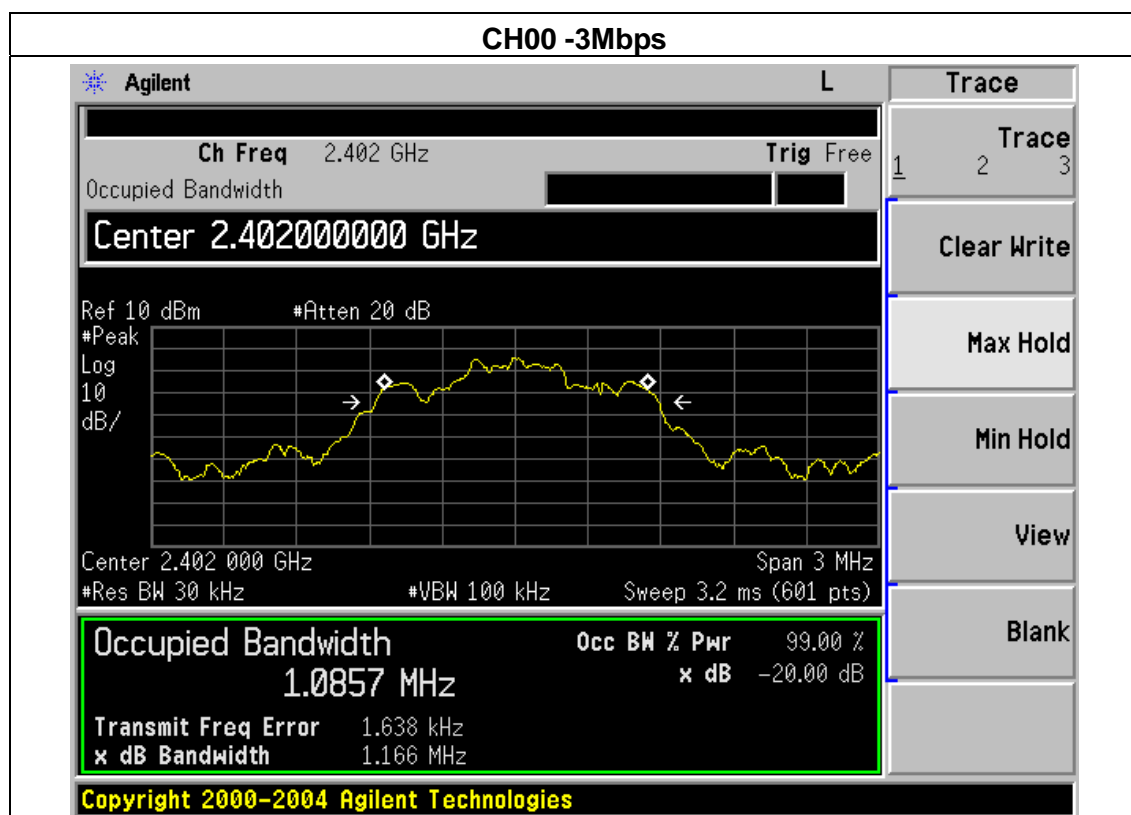 CH00 -3Mbps
Agilent L Trace
Ch Freq 2.402 GHz Trig Free
Trace
1 2 3
Occupied Bandwidth
Center 2.402000000 GHz
Clear Write
Ref 10 dBm #Atten 20 dB
#Peak
Log
10
dB/
Max Hold
Min Hold
View
Center 2.402 000 GHz Span 3 MHz
#Res BW 30 kHz #VBW 100 kHz Sweep 3.2 ms (601 pts)
Blank
Occupied Bandwidth Occ BW % Pwr 99.00 %
1.0857 MHz x dB -20.00 dB
Transmit Freq Error 1.638 kHz
x dB Bandwidth 1.166 MHz
Copyright 2000-2004 Agilent Technologies